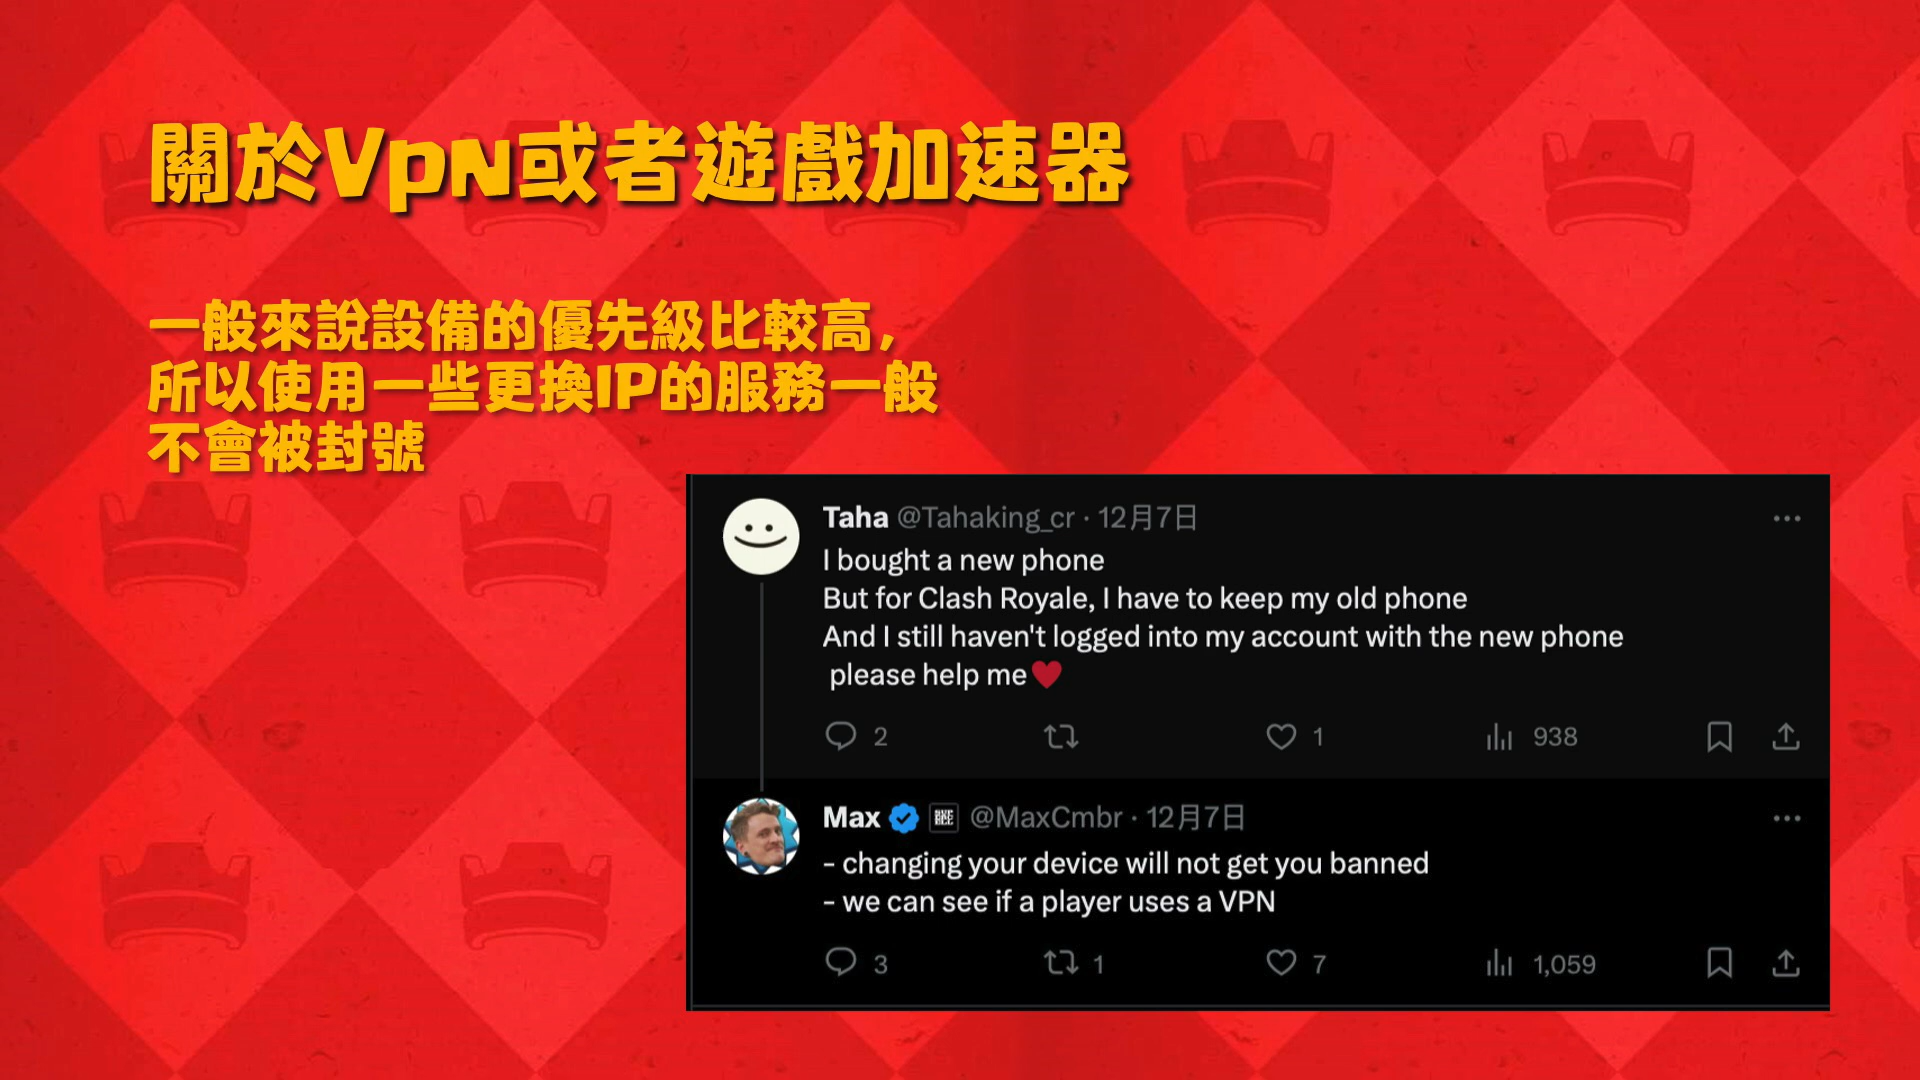 關於VpN或者遊戲加速器
一般來說設備的優先級比較高，
所以使用一些更換IP的服務一般
不會被封號
Taha @Tahaking_cr · 12月7日
I bought a new phone
But for Clash Royale, I have to keep my old phone
And I still haven't logged into my account with the new phone
please help me
2 1 938
Max @MaxCmbr · 12月7日
- changing your device will not get you banned
- we can see if a player uses a VPN
3 1 7 1,059